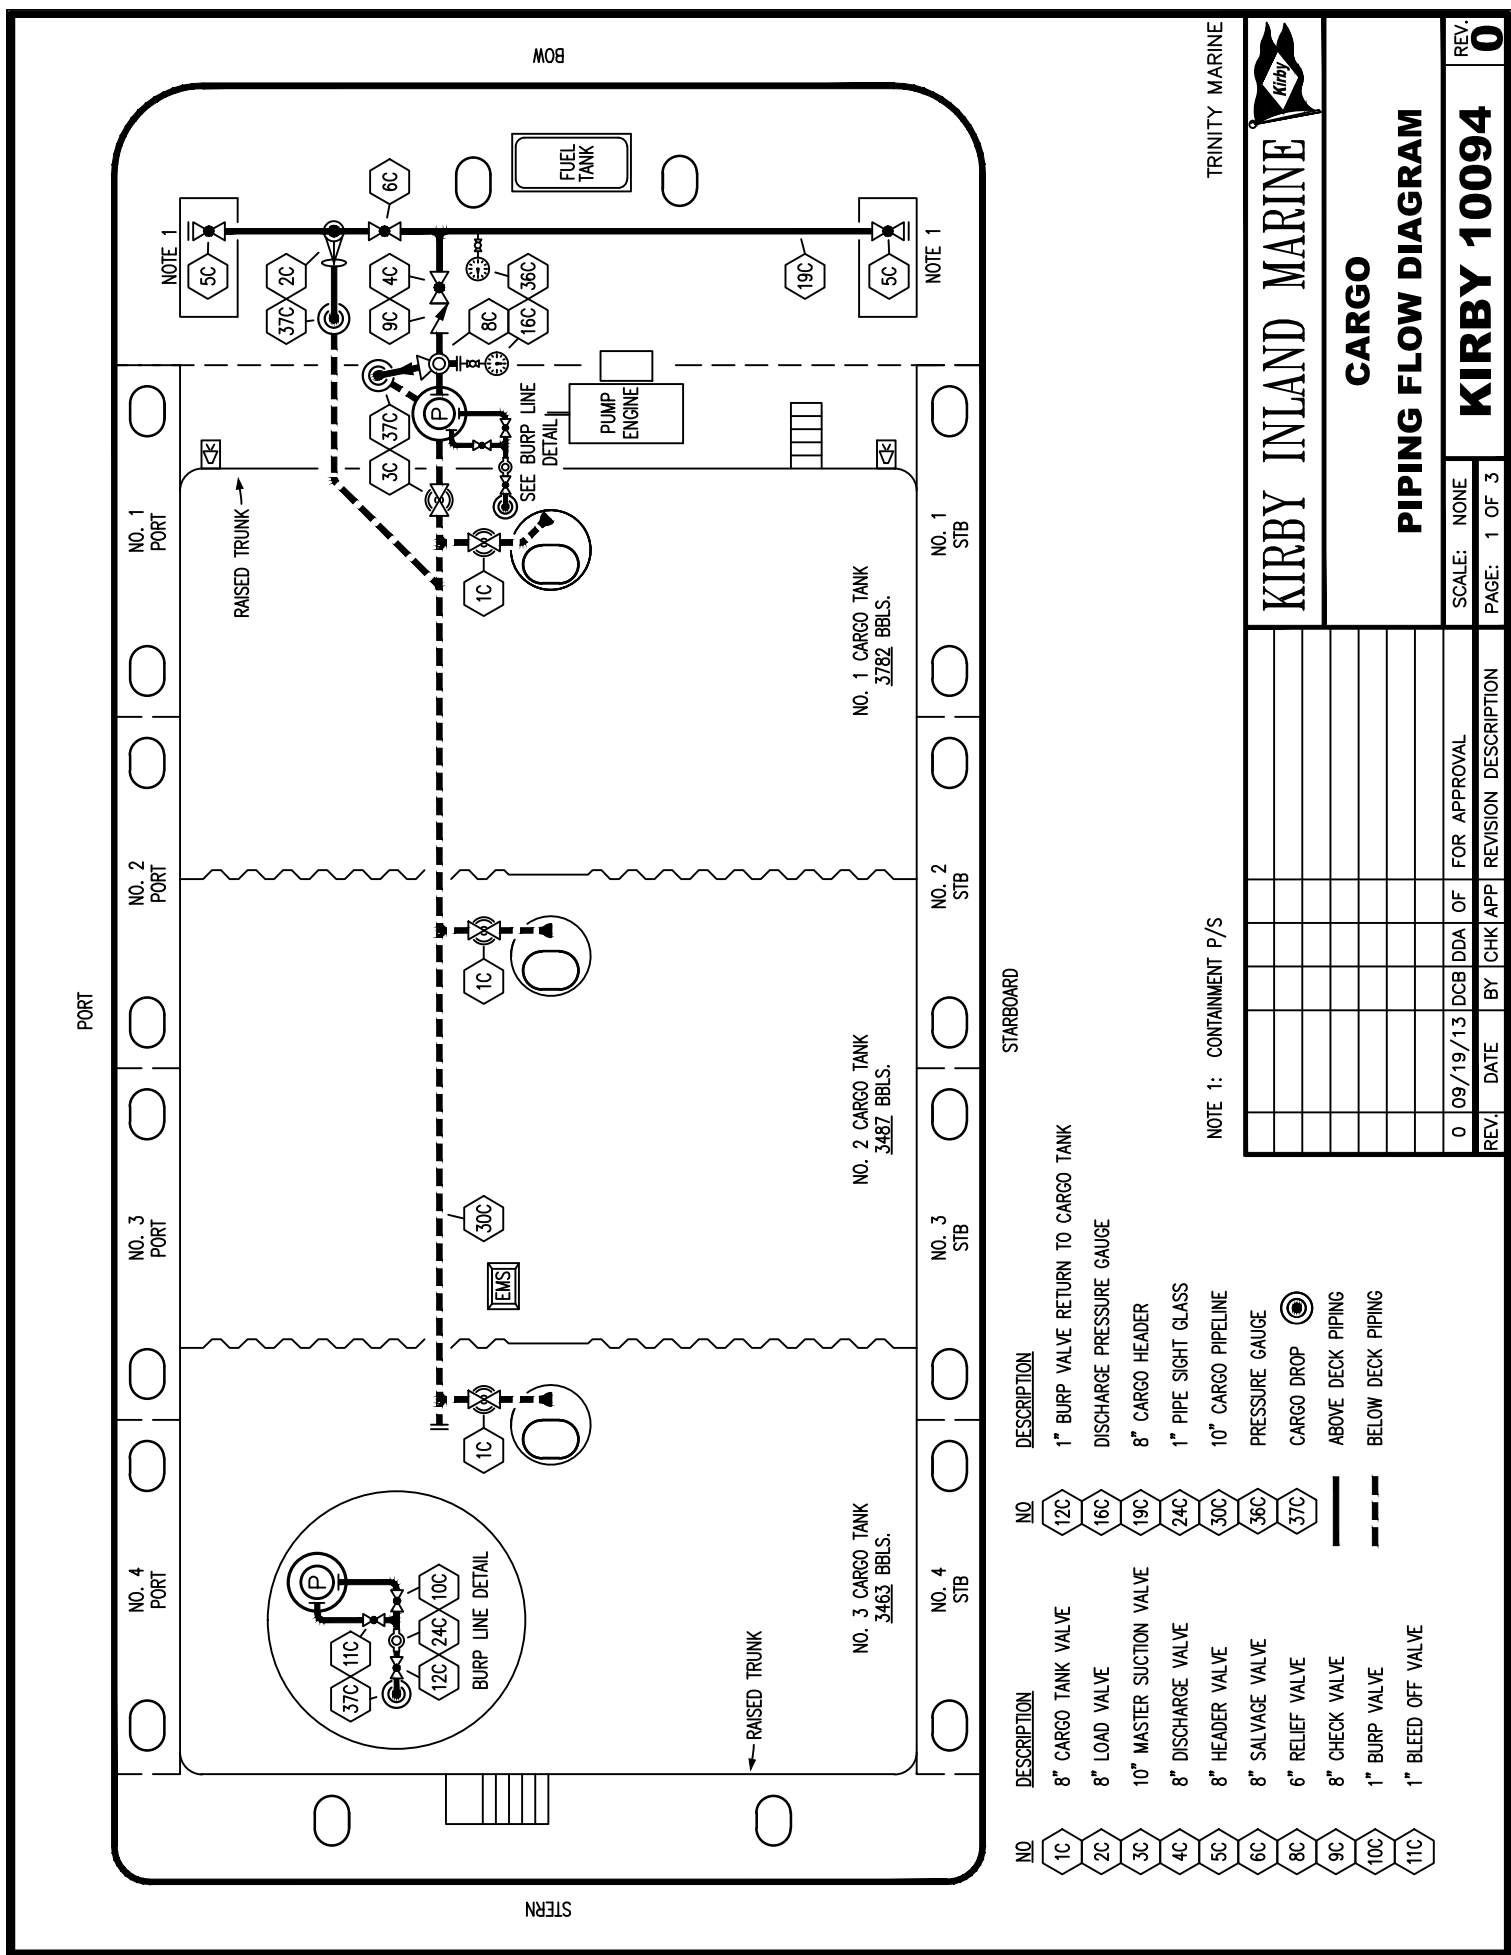 PORT
STERN
BOW
STARBOARD
NO. 4
PORT
NO. 3
PORT
NO. 2
PORT
NO. 1
PORT
RAISED TRUNK
NOTE 1
5C
2C
37C
6C
4C
9C
8C
36C
16C
37C
3C
P
SEE BURP LINE
DETAIL
PUMP
ENGINE
FUEL
TANK
19C
5C
NOTE 1
1C
1C
1C
30C
EMS
P
11C
37C
10C
24C
12C
BURP LINE DETAIL
RAISED TRUNK
NO. 3 CARGO TANK
3463 BBLS.
NO. 2 CARGO TANK
3487 BBLS.
NO. 1 CARGO TANK
3782 BBLS.
NO. 4
STB
NO. 3
STB
NO. 2
STB
NO. 1
STB
NO DESCRIPTION
1C 8" CARGO TANK VALVE
2C 8" LOAD VALVE
3C 10" MASTER SUCTION VALVE
4C 8" DISCHARGE VALVE
5C 8" HEADER VALVE
6C 8" SALVAGE VALVE
8C 6" RELIEF VALVE
9C 8" CHECK VALVE
10C 1" BURP VALVE
11C 1" BLEED OFF VALVE
NO DESCRIPTION
12C 1" BURP VALVE RETURN TO CARGO TANK
16C DISCHARGE PRESSURE GAUGE
19C 8" CARGO HEADER
24C 1" PIPE SIGHT GLASS
30C 10" CARGO PIPELINE
36C PRESSURE GAUGE
37C CARGO DROP
ABOVE DECK PIPING
BELOW DECK PIPING
NOTE 1: CONTAINMENT P/S
TRINITY MARINE
KIRBY INLAND MARINE
Kirby
CARGO
PIPING FLOW DIAGRAM
0 09/19/13 DCB DDA OF FOR APPROVAL
REV. DATE BY CHK APP REVISION DESCRIPTION
SCALE: NONE
PAGE: 1 OF 3
KIRBY 10094
REV.
0